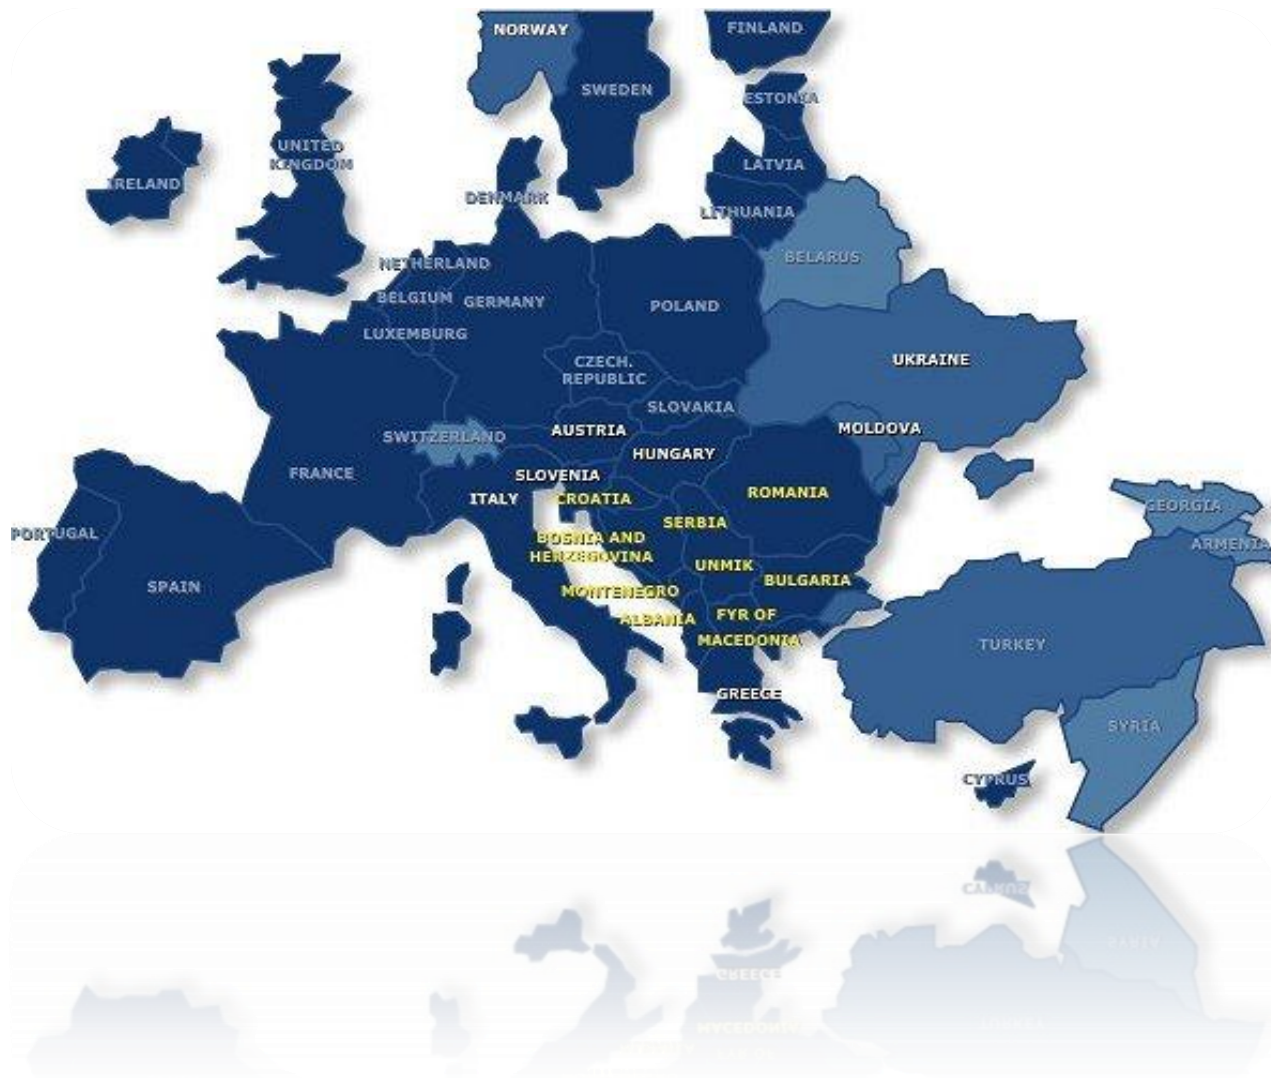 NORWAY
FINLAND
SWEDEN
ESTONIA
UNITED
KINGDOM
LATVIA
IRELAND
DENMARK
LITHUANIA
BELARUS
NETHERLAND
BELGIUM
GERMANY
POLAND
LUXEMBURG
UKRAINE
CZECH.
REPUBLIC
SLOVAKIA
SWITZERLAND
AUSTRIA
MOLDOVA
HUNGARY
FRANCE
SLOVENIA
ITALY
CROATIA
ROMANIA
GEORGIA
SERBIA
PORTUGAL
BOSNIA AND
HERZEGOVINA
ARMENIA
UNMIK
BULGARIA
SPAIN
MONTENEGRO
ALBANIA
FYR OF
MACEDONIA
TURKEY
GREECE
SYRIA
CYPRUS